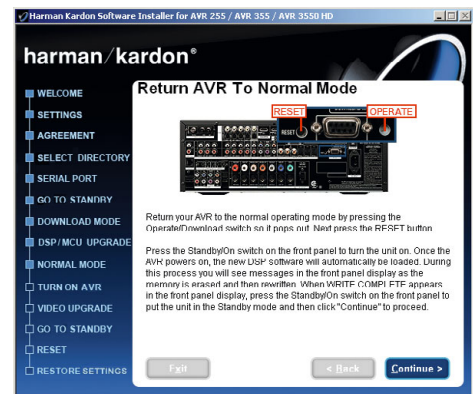 Harman Kardon Software Installer for AVR 255 / AVR 355 / AVR 3550 HD
harman/kardon®
WELCOME
SETTINGS
AGREEMENT
SELECT DIRECTORY
SERIAL PORT
GO TO STANDBY
DOWNLOAD MODE
DSP/MCU UPGRADE
NORMAL MODE
TURN ON AVR
VIDEO UPGRADE
GO TO STANDBY
RESET
RESTORE SETTINGS
Return AVR To Normal Mode
RESET OPERATE
RESET
Return your AVR to the normal operating mode by pressing the
Operate/Download switch so it pops out. Next press the RESET button.
Press the Standby/On switch on the front panel to turn the unit on. Once the
AVR powers on, the new DSP software will automatically be loaded. During
this process you will see messages in the front panel display as the
memory is erased and then rewritten. When WRITE COMPLETE appears
in the front panel display, press the Standby/On switch on the front panel to
put the unit in the Standby mode and then click "Continue" to proceed.
Exit
< Back
Continue >